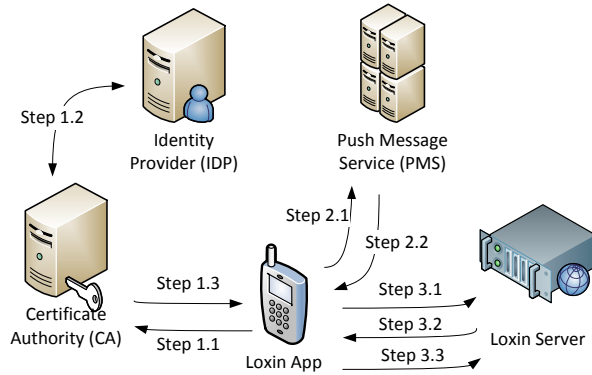 Step 1.2
Identity
Provider (IDP)
Push Message
Service (PMS)
Step 2.1
Step 2.2
Step 1.3
Step 3.1
Certificate
Authority (CA)
Step 3.2
Loxin Server
Step 1.1
Loxin App
Step 3.3